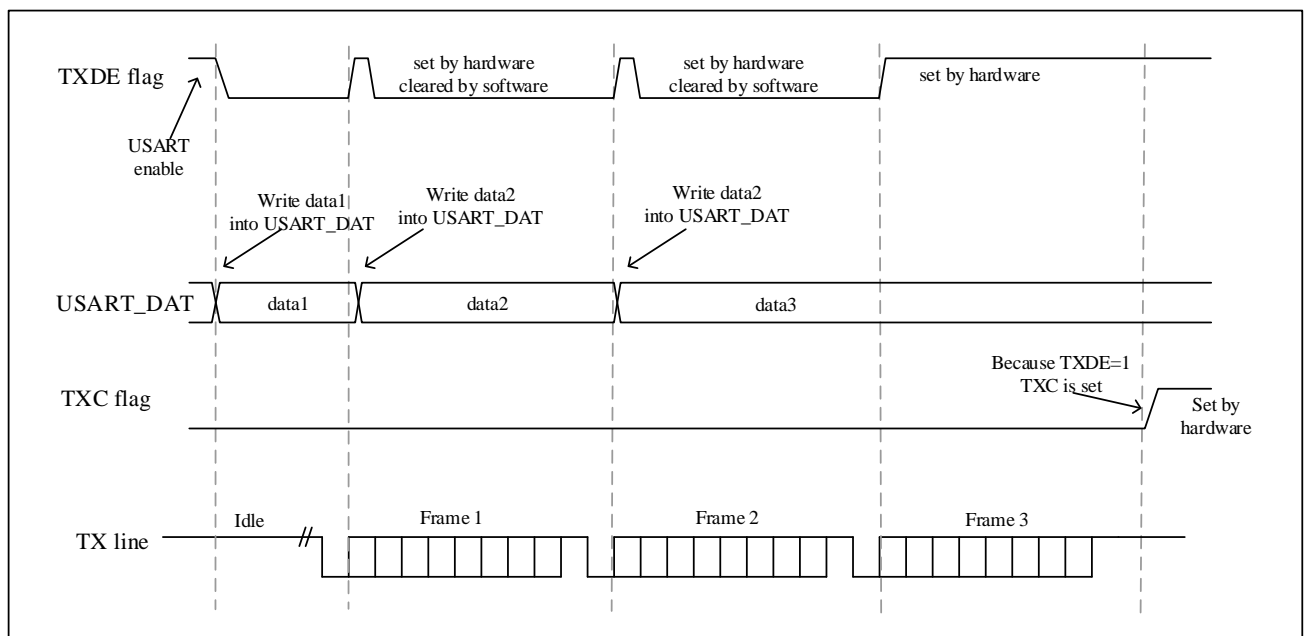 TXDE flag
set by hardware
cleared by software
set by hardware
cleared by software
set by hardware
USART
enable
Write data1
into USART_DAT
Write data2
into USART_DAT
Write data2
into USART_DAT
USART_DAT
data1
data2
data3
Because TXDE=1
TXC is set
TXC flag
Set by
hardware
Idle
Frame 1
Frame 2
Frame 3
TX line